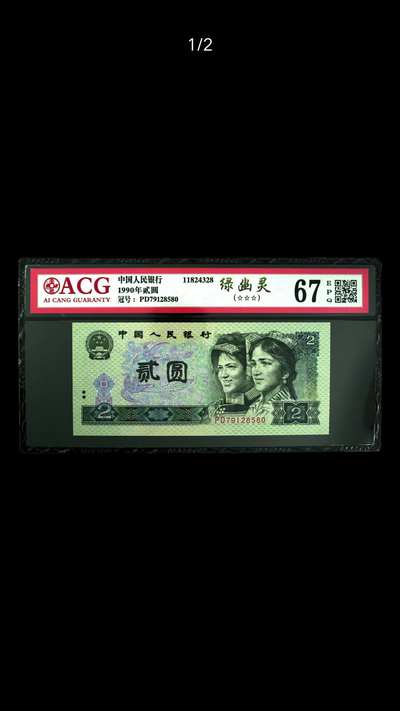 1/2
ACG
AI CANG GUARANTY
中国人民银行
1990年贰圆
冠号：PD79128580
11824328
绿幽灵
(☆☆☆)
67
EPQ
中国人民银行
2
贰圆
PD79128580
2
2